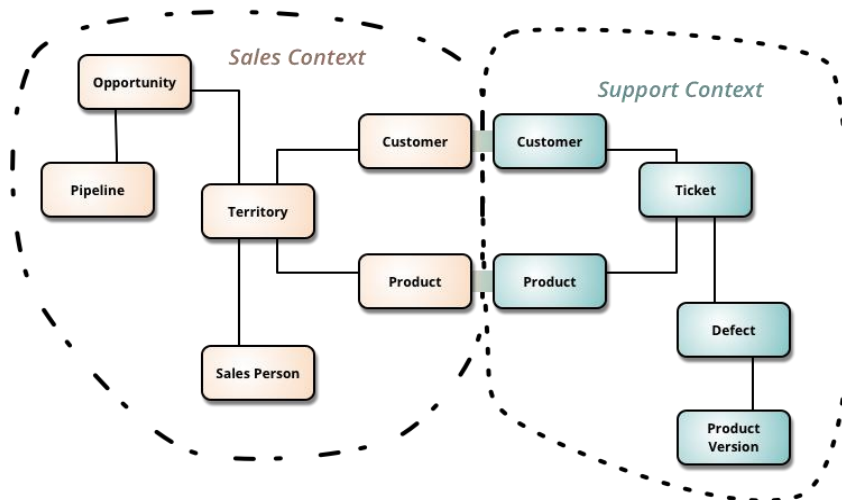 Sales Context
Opportunity
Support Context
Customer
Customer
Pipeline
Ticket
Territory
Product
Product
Defect
Sales Person
Product
Version